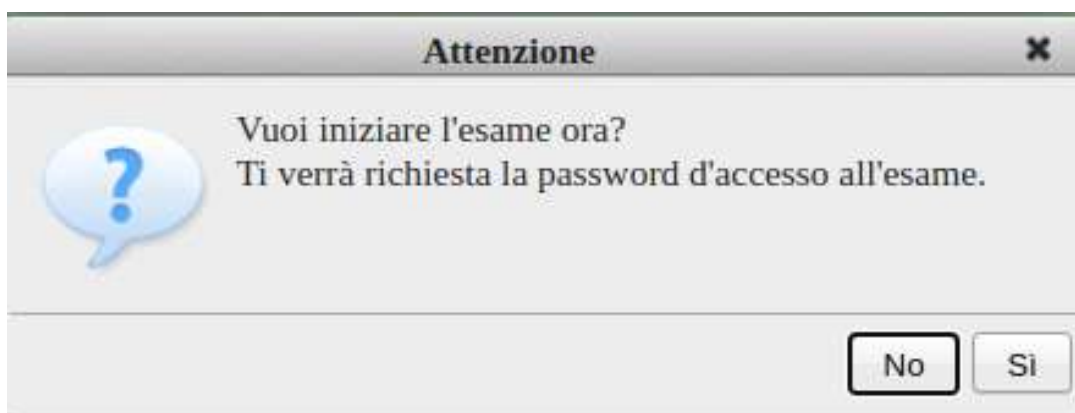 Attenzione
Vuoi iniziare l'esame ora?
Ti verrà richiesta la password d'accesso all'esame.
No
Sì